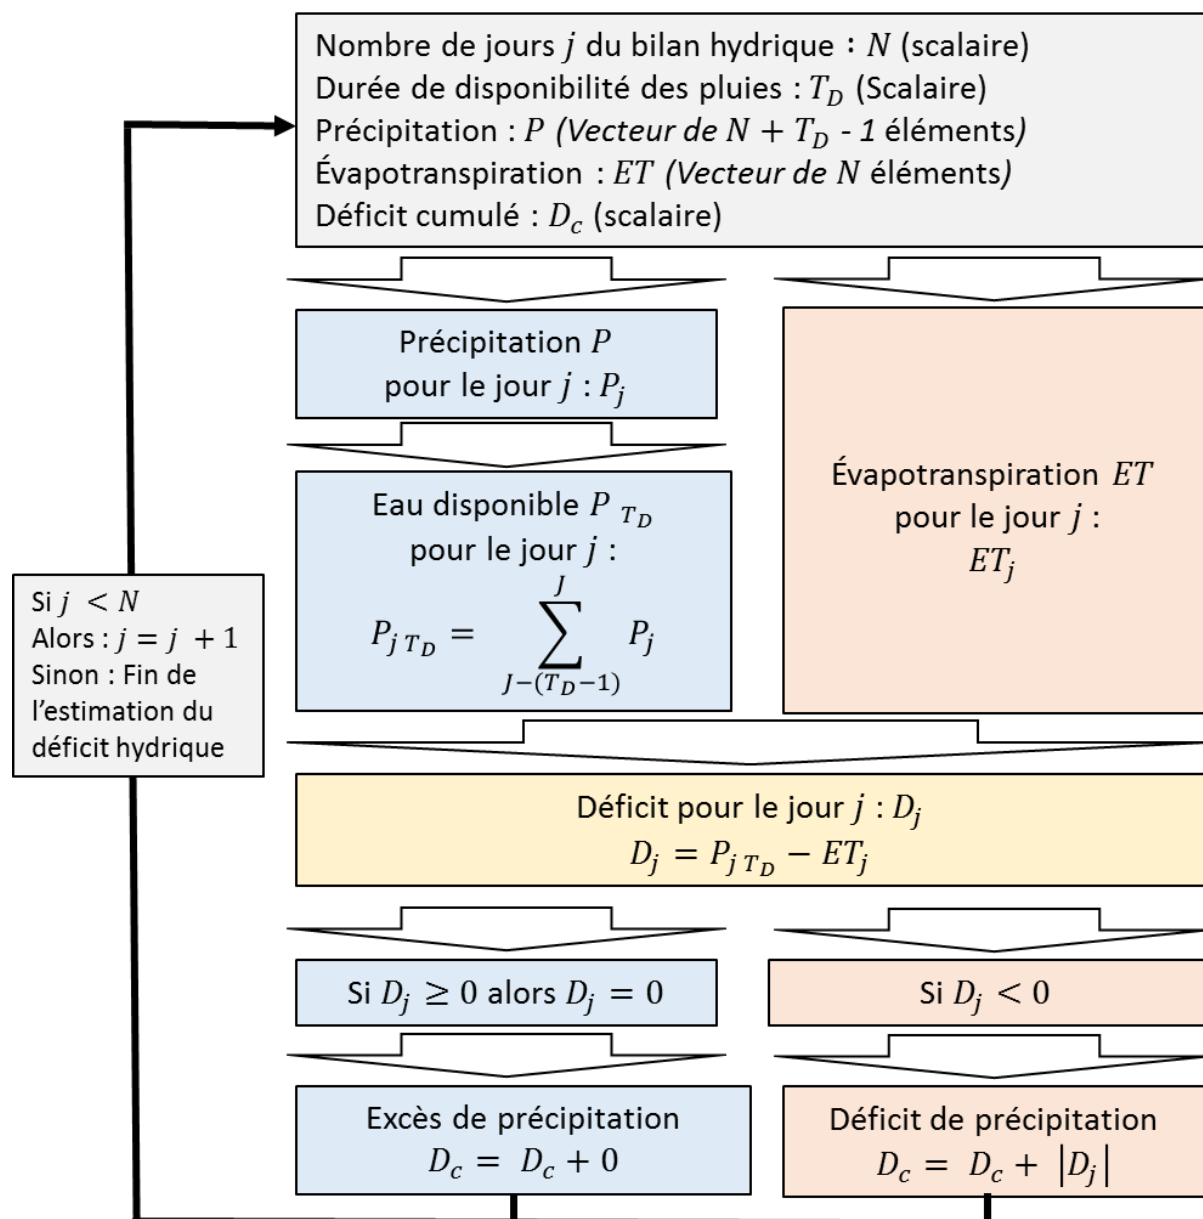 Nombre de jours j du bilan hydrique : N (scalaire)
Durée de disponibilité des pluies : T_D (Scalaire)
Précipitation : P (Vecteur de N + T_D - 1 éléments)
Évapotranspiration : ET (Vecteur de N éléments)
Déficit cumulé : D_c (scalaire)
Précipitation P
pour le jour j : P_j
Eau disponible P_{T_D}
pour le jour j :
P_{j T_D} = \sum_{J-(T_D-1)}^{J} P_j
Évapotranspiration ET
pour le jour j :
ET_j
Si j < N
Alors : j = j + 1
Sinon : Fin de
l’estimation du
déficit hydrique
Déficit pour le jour j : D_j
D_j = P_{j T_D} − ET_j
Si D_j ≥ 0 alors D_j = 0
Si D_j < 0
Excès de précipitation
D_c = D_c + 0
Déficit de précipitation
D_c = D_c + |D_j|